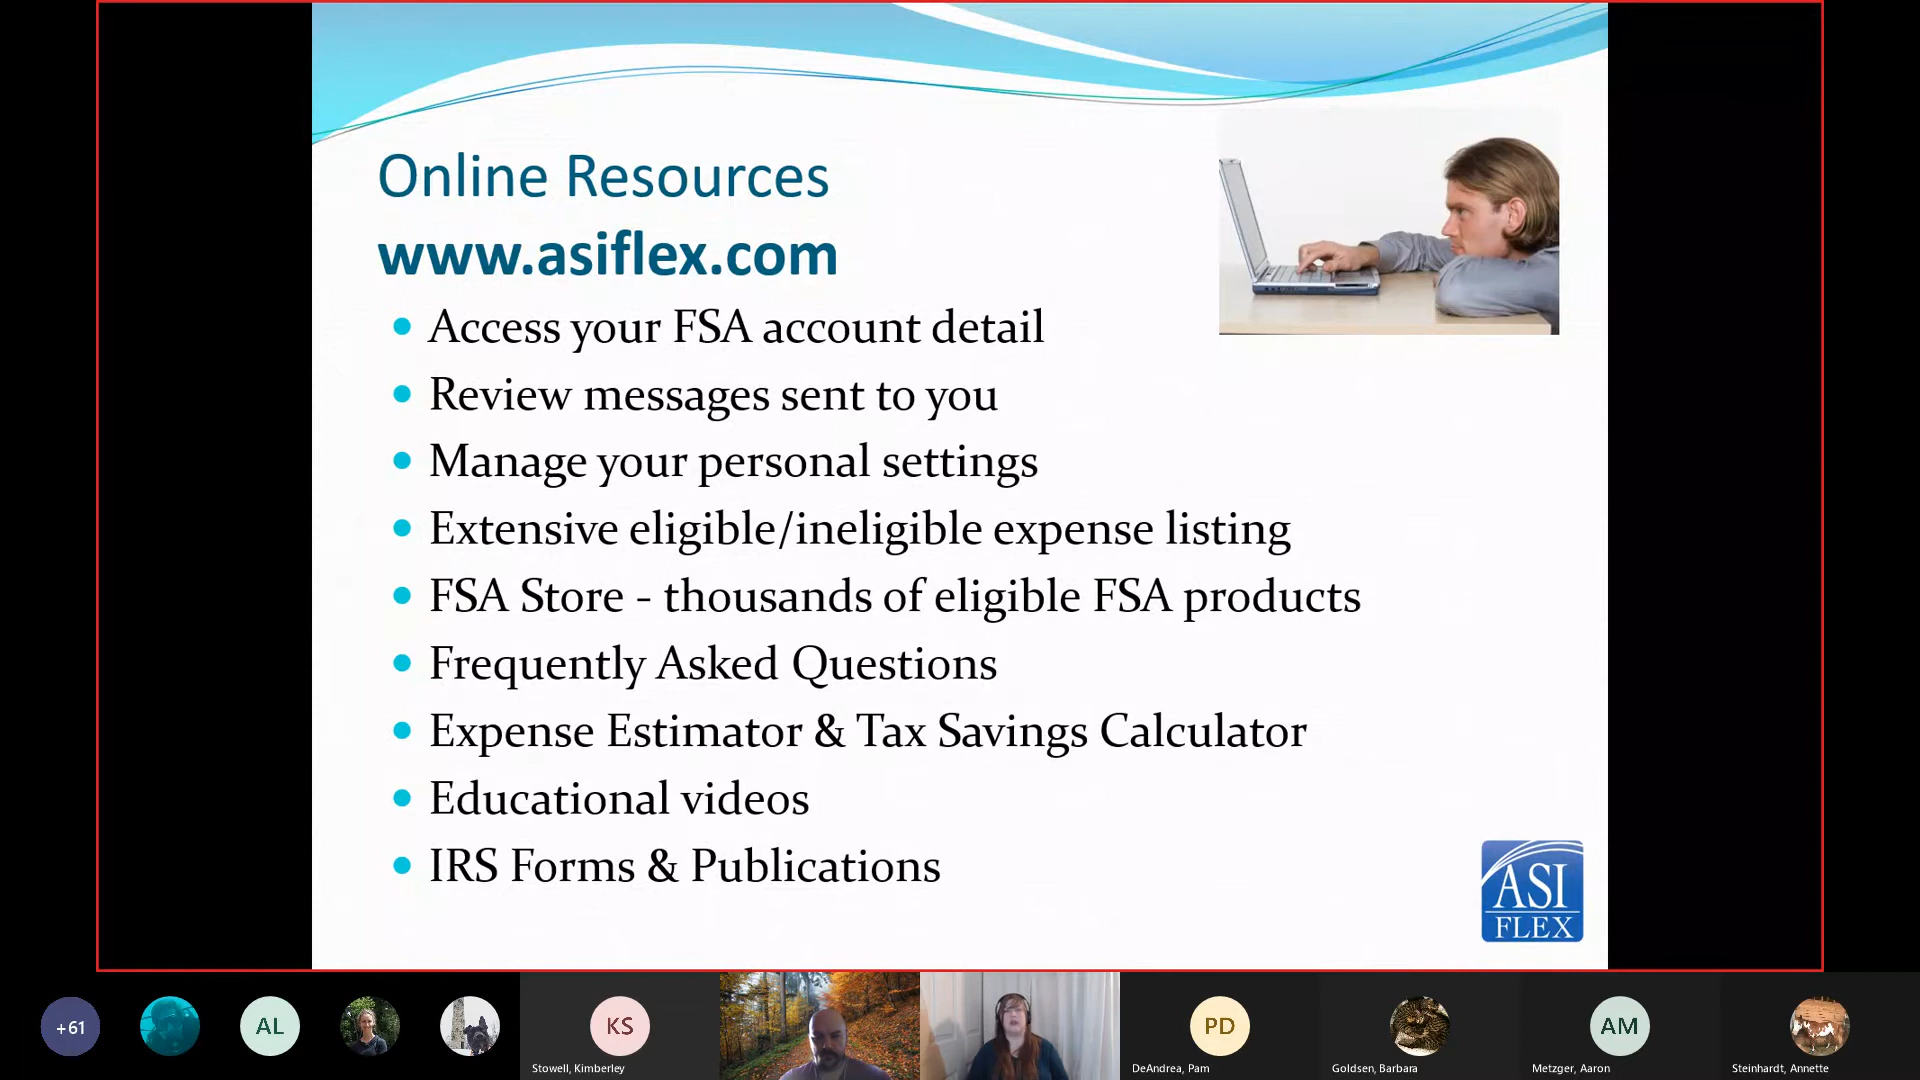 Online Resources
www.asiflex.com
• Access your FSA account detail
• Review messages sent to you
• Manage your personal settings
• Extensive eligible/ineligible expense listing
• FSA Store - thousands of eligible FSA products
• Frequently Asked Questions
• Expense Estimator & Tax Savings Calculator
• Educational videos
• IRS Forms & Publications
ASI
FLEX
+61
AL
KS
PD
AM
Stowell, Kimberley
DeAndrea, Pam
Goldsen, Barbara
Metzger, Aaron
Steinhardt, Annette